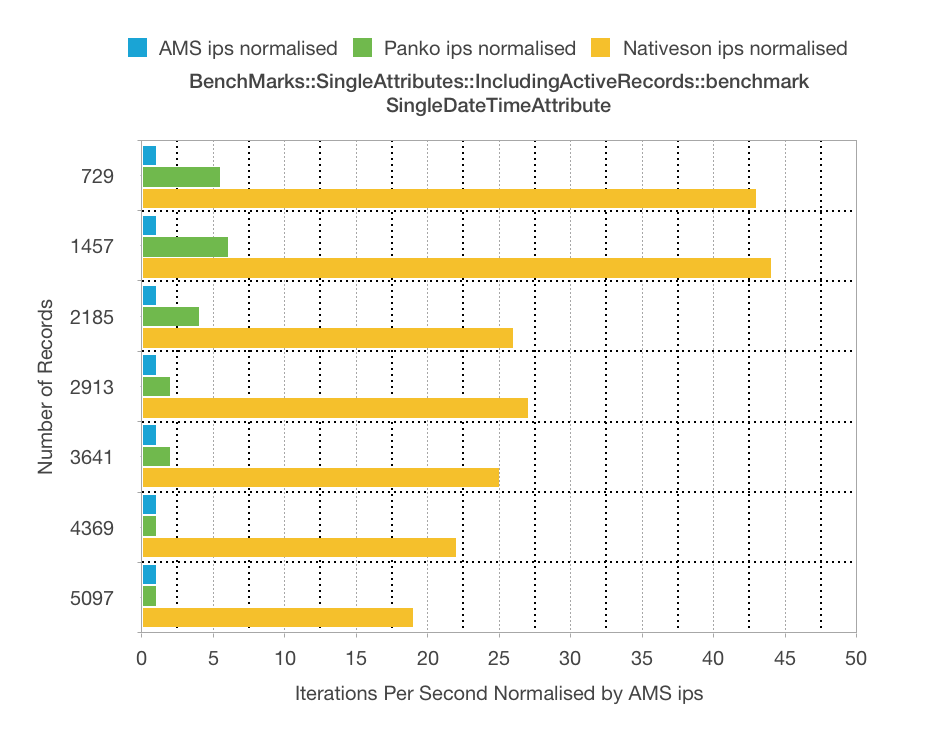 AMS ips normalised Panko ips normalised Nativeson ips normalised
BenchMarks::SingleAttributes::IncludingActiveRecords::benchmark
SingleDateTimeAttribute
Number of Records
729
1457
2185
2913
3641
4369
5097
0 5 10 15 20 25 30 35 40 45 50
Iterations Per Second Normalised by AMS ips